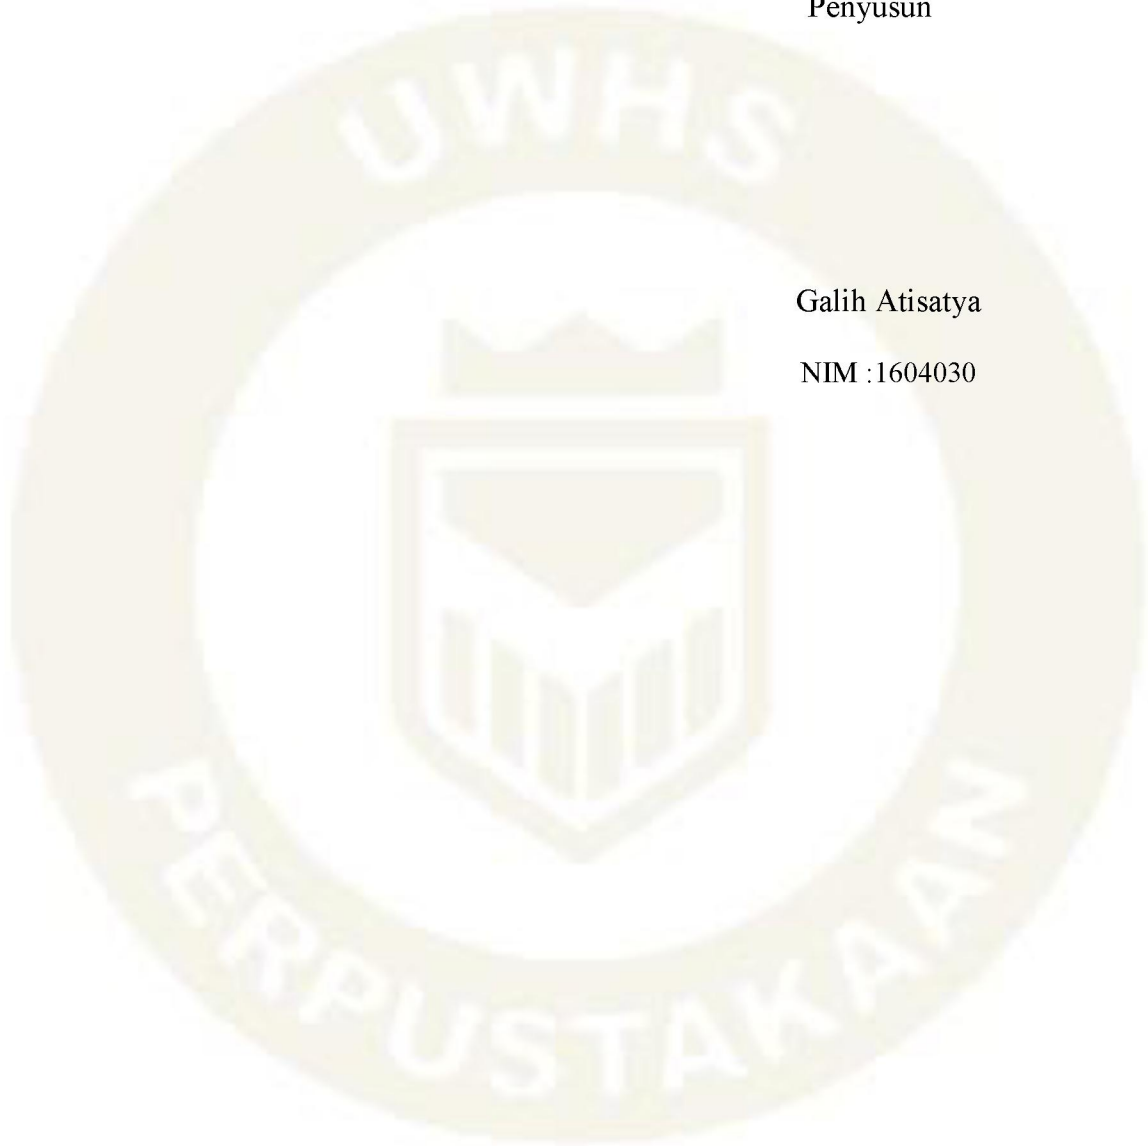 Penyusun
UWHS
Galih Atisatya
NIM :1604030
PERPUSTAKAAN